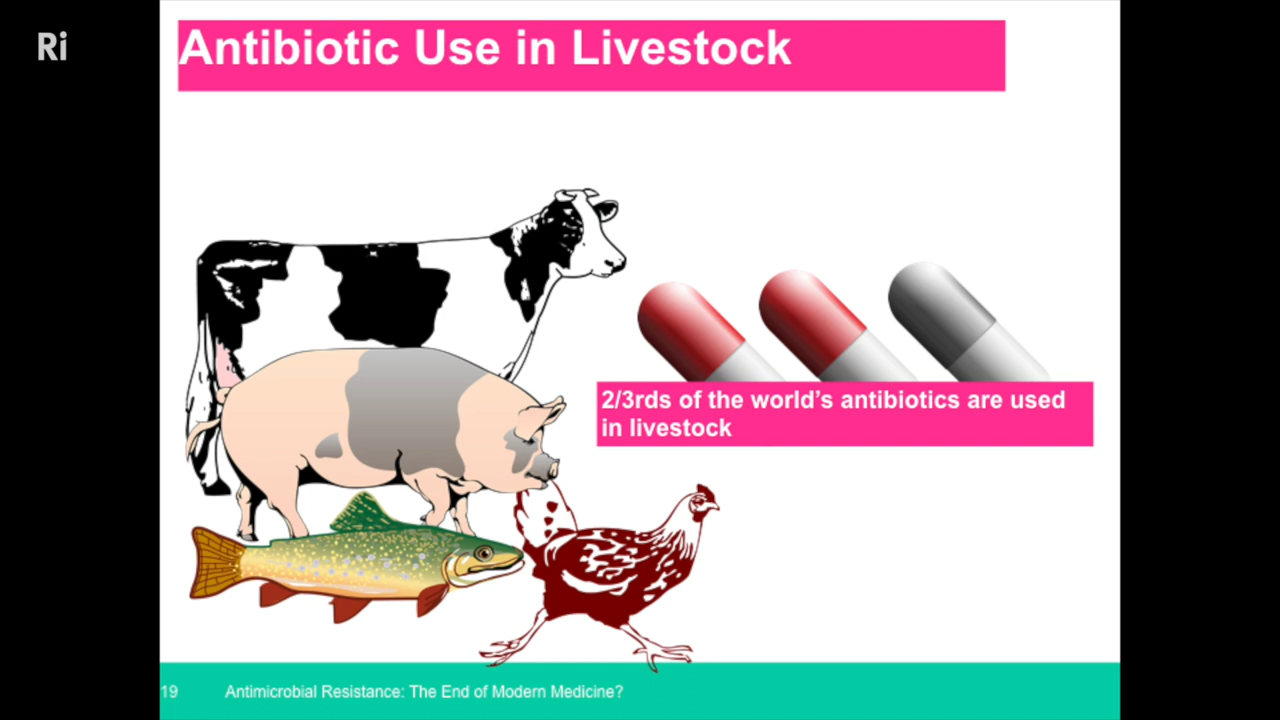 Ri
Antibiotic Use in Livestock
2/3rds of the world’s antibiotics are used
in livestock
19
Antimicrobial Resistance: The End of Modern Medicine?